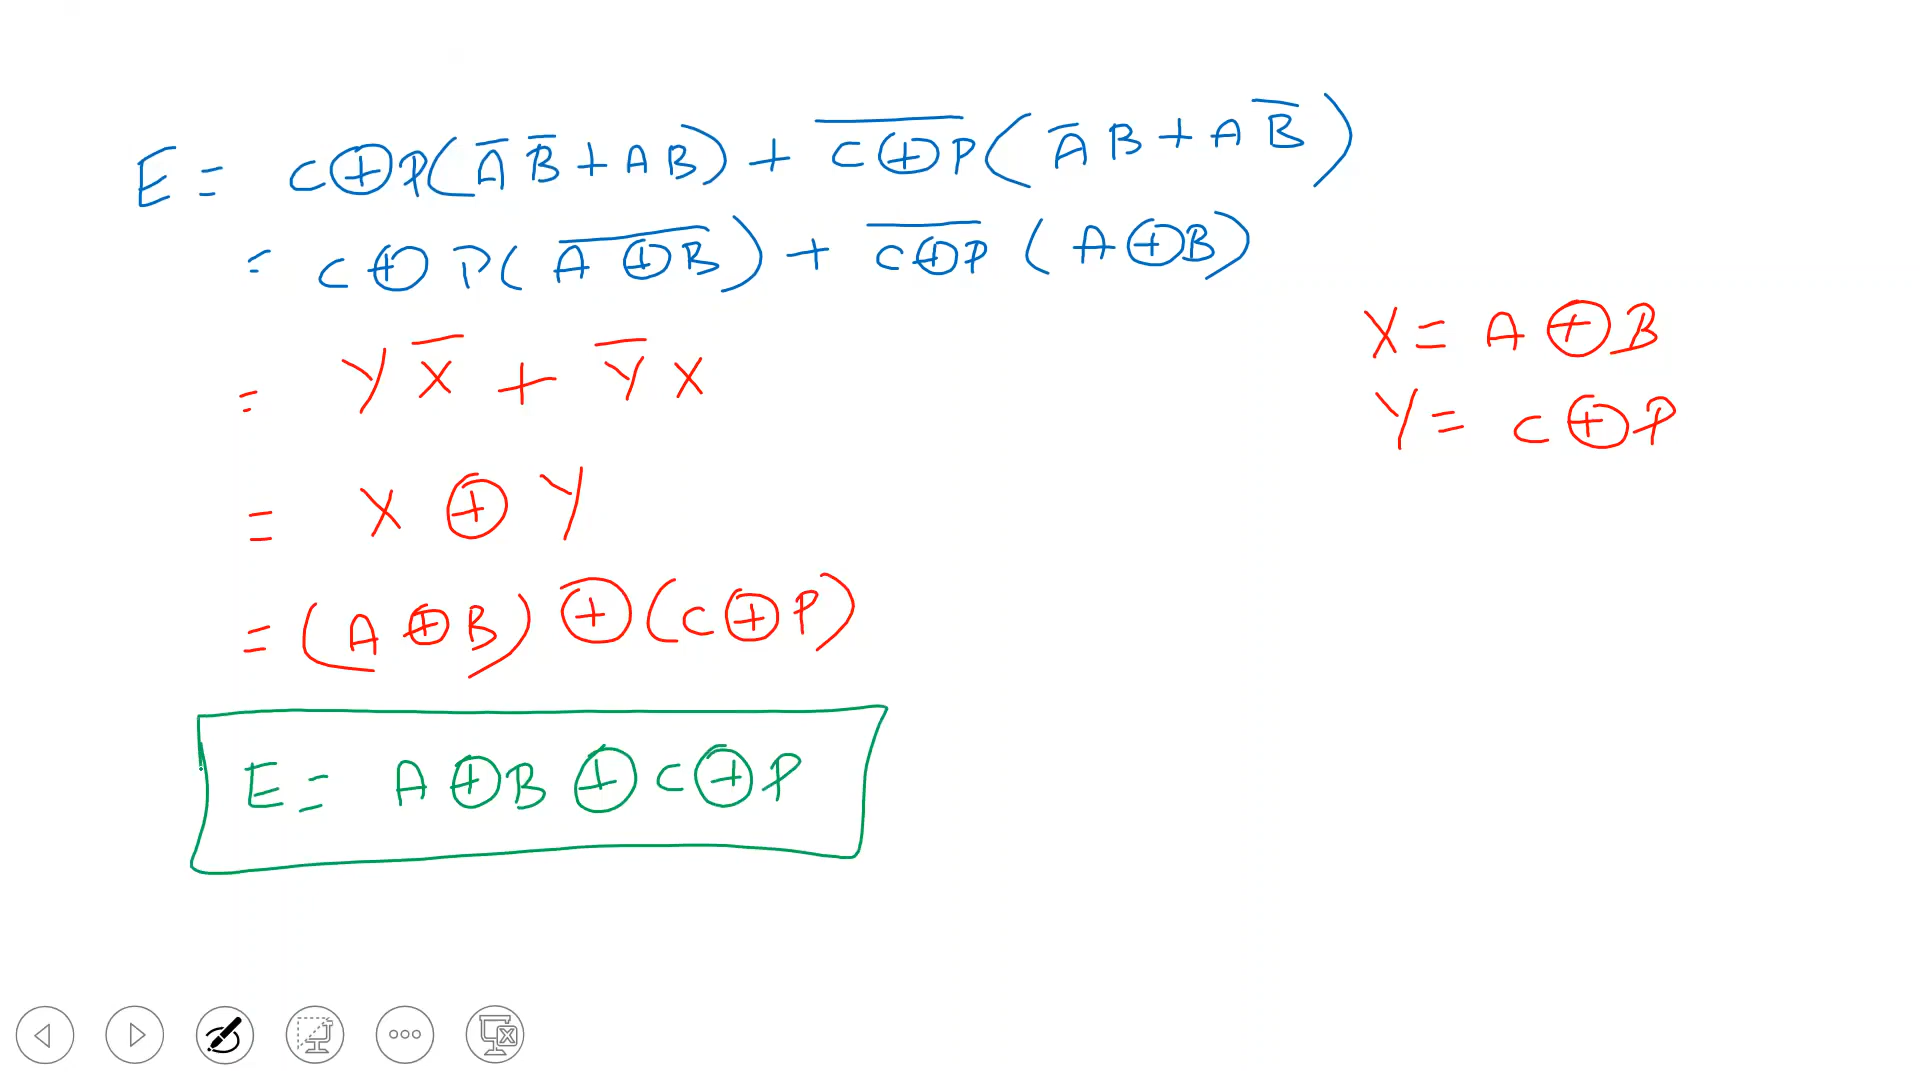 E = C⊕P(A̅ B̅ + AB) + C̅⊕̅P̅(A̅B + AB̅)
= C⊕P(A̅⊕̅B̅) + C̅⊕̅P̅ (A⊕B)
= YX̅ + Y̅X
= X ⊕ Y
= (A⊕B) ⊕ (C⊕P)
E = A⊕B⊕C⊕P
X = A ⊕ B
Y = C⊕P